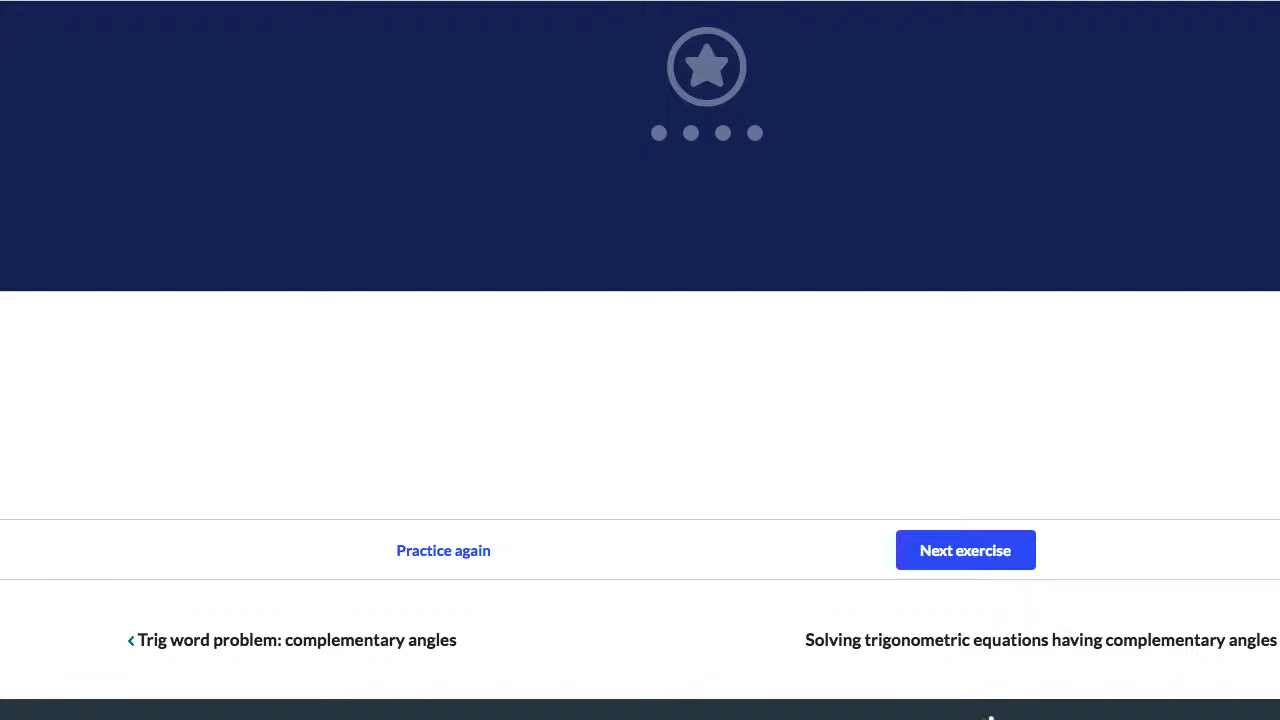 Practice again
Next exercise
Trig word problem: complementary angles
Solving trigonometric equations having complementary angles